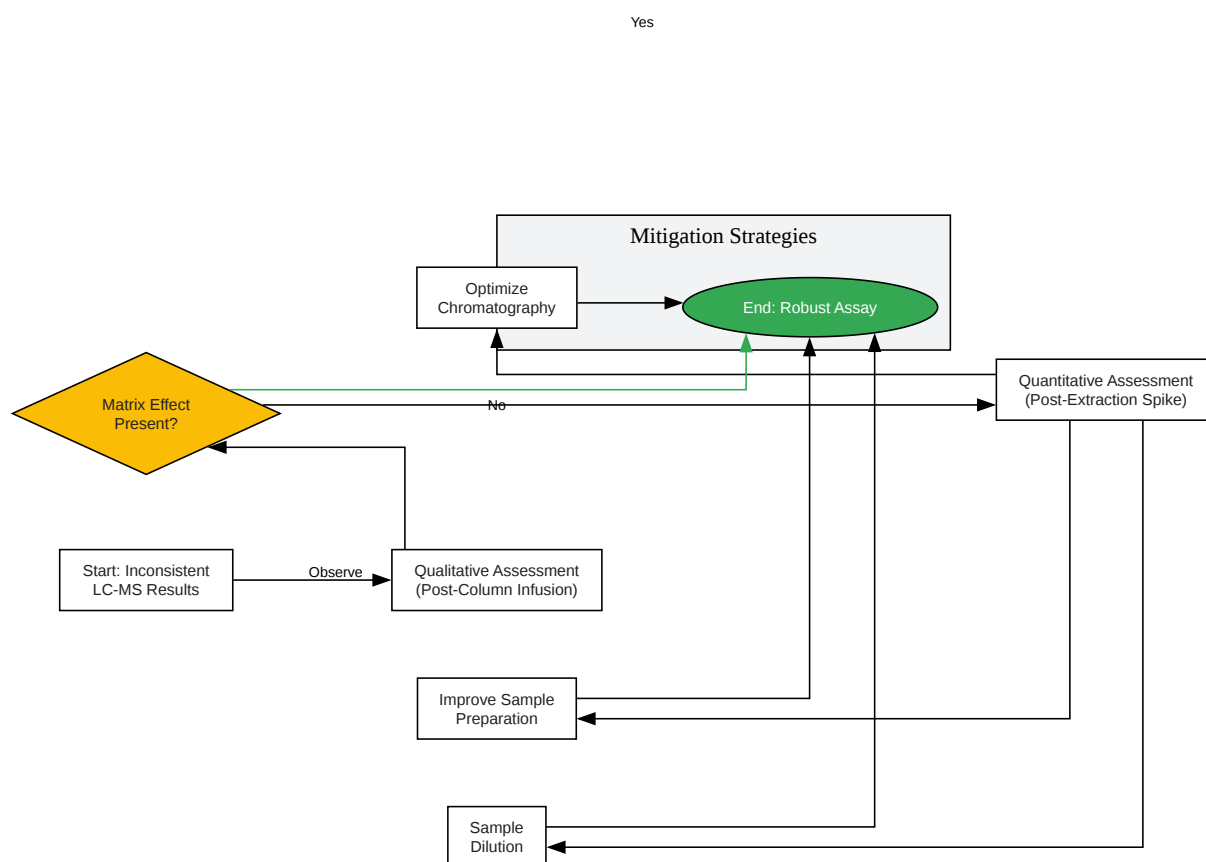 Yes
Mitigation Strategies
Optimize
Chromatography
End: Robust Assay
Quantitative Assessment
(Post-Extraction Spike)
Matrix Effect
Present?
No
Start: Inconsistent
LC-MS Results
Observe
Qualitative Assessment
(Post-Column Infusion)
Improve Sample
Preparation
Sample
Dilution